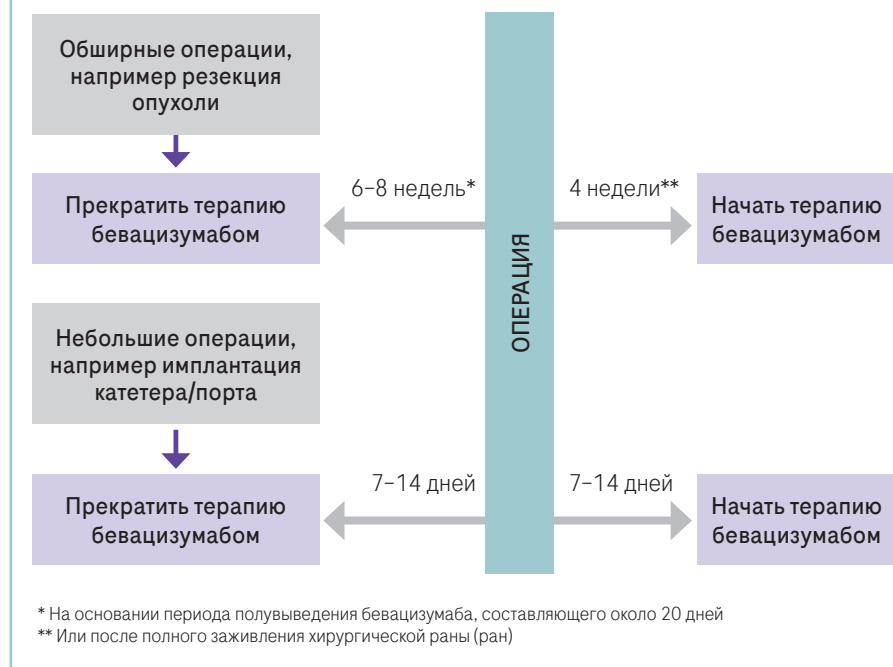 Обширные операции,
например резекция
опухоли
Прекратить терапию
бевацизумабом
6–8 недель*
4 недели**
Начать терапию
бевацизумабом
ОПЕРАЦИЯ
Небольшие операции,
например имплантация
катетера/порта
Прекратить терапию
бевацизумабом
7–14 дней
7–14 дней
Начать терапию
бевацизумабом
* На основании периода полувыведения бевацизумаба, составляющего около 20 дней
** Или после полного заживления хирургической раны (ран)